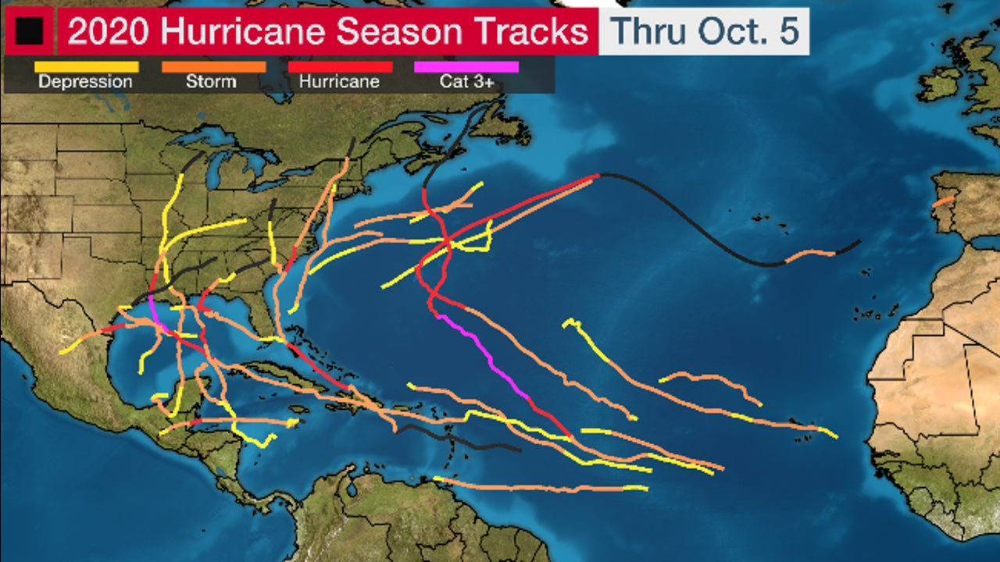 2020 Hurricane Season Tracks Thru Oct. 5
Depression Storm Hurricane Cat 3+